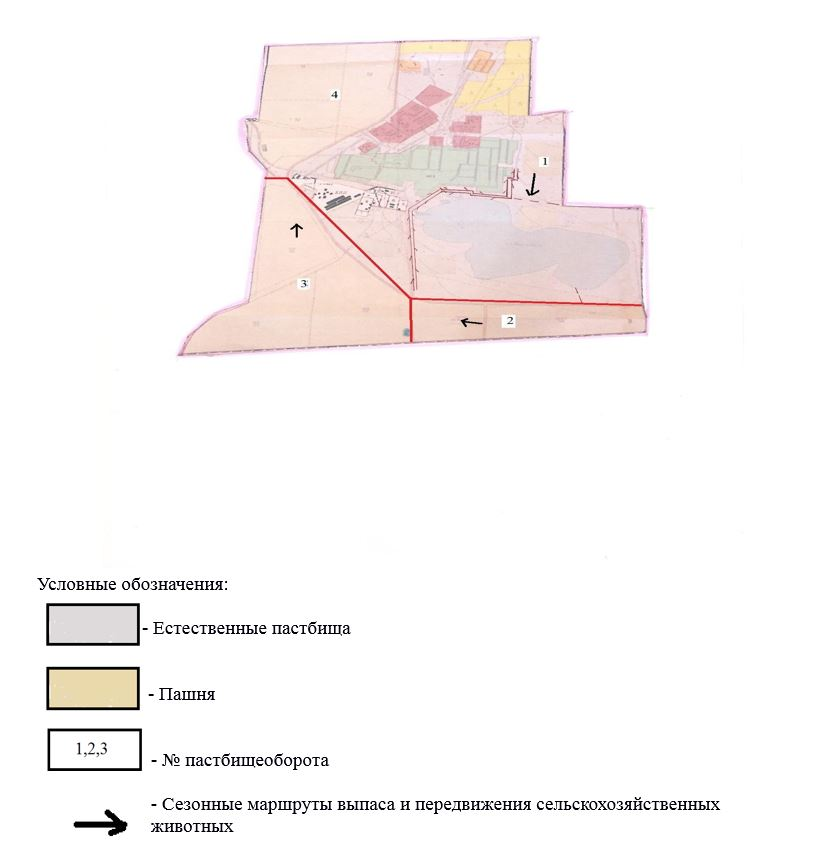 4
1
3
2
Условные обозначения:
- Естественные пастбища
- Пашня
1,2,3
- № пастбищеоборота
- Сезонные маршруты выпаса и передвижения сельскохозяйственных
животных